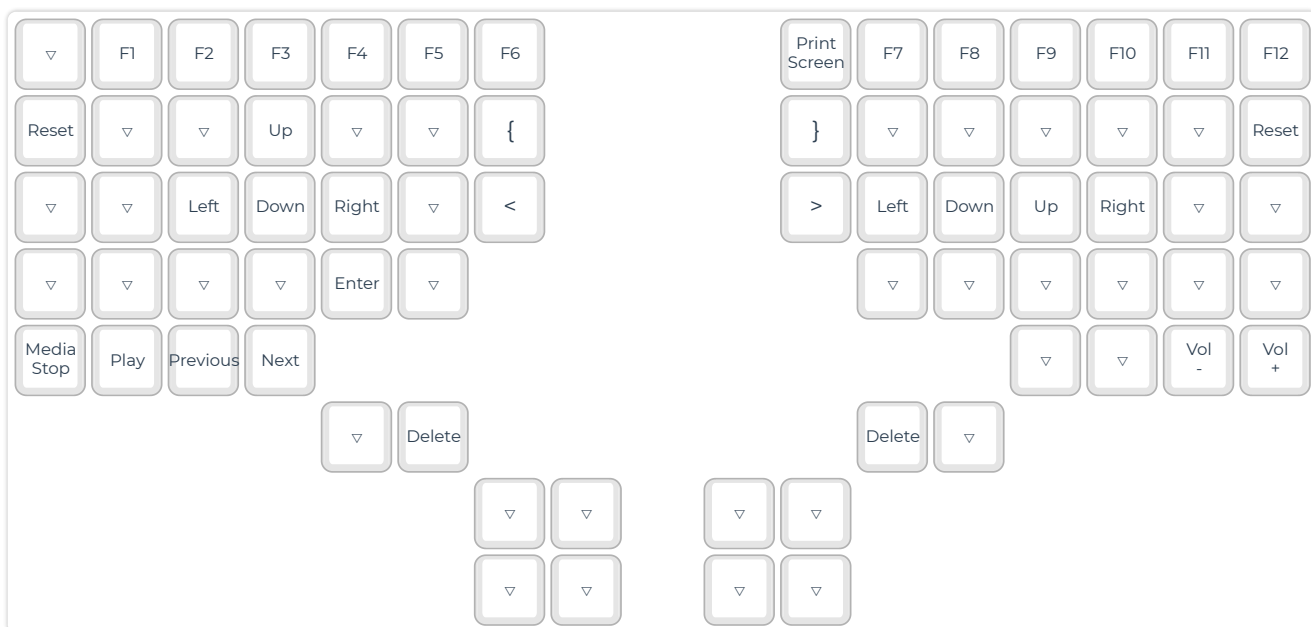 ▽ F1 F2 F3 F4 F5 F6 Print Screen F7 F8 F9 F10 F11 F12
Reset ▽ ▽ Up ▽ ▽ { } ▽ ▽ ▽ ▽ ▽ Reset
▽ ▽ Left Down Right ▽ < > Left Down Up Right ▽ ▽
▽ ▽ ▽ ▽ Enter ▽ ▽ ▽ ▽ ▽ ▽ ▽
Media Stop Play Previous Next ▽ ▽ Vol - Vol +
▽ Delete Delete ▽
▽ ▽ ▽ ▽
▽ ▽ ▽ ▽